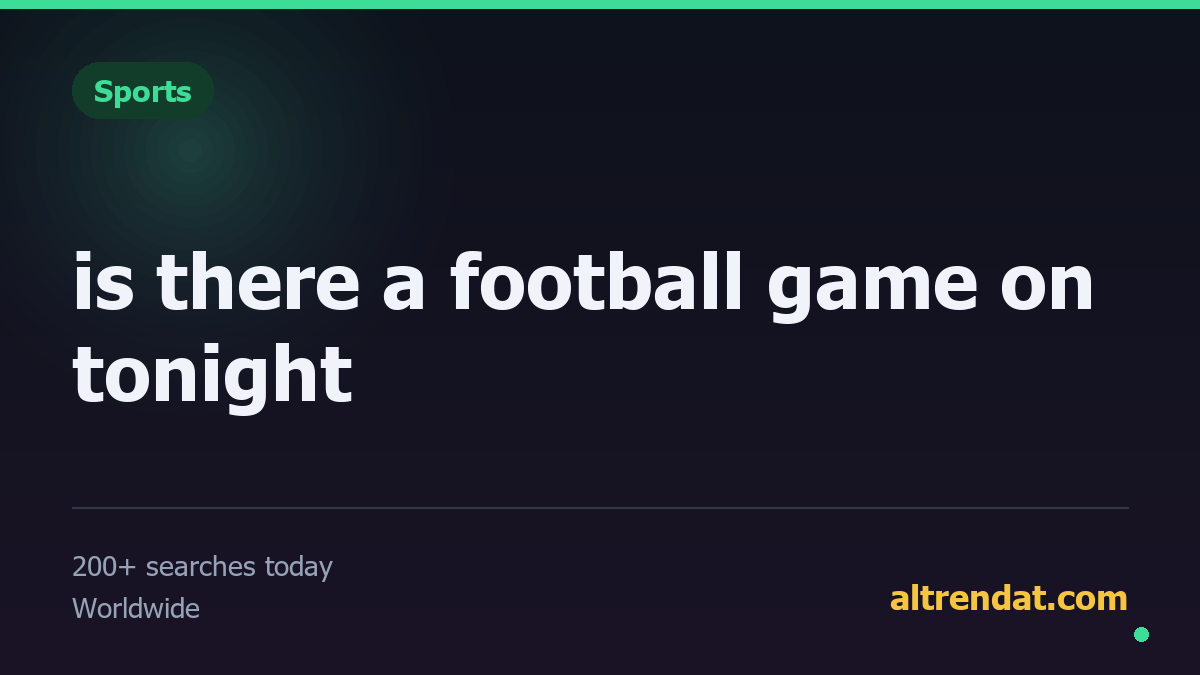 Sports
is there a football game on
tonight
200+ searches today
Worldwide
altrendat.com